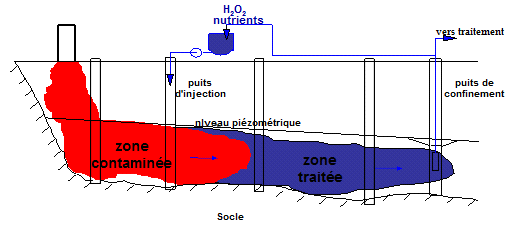 H₂O₂
nutrients
vers traitement
puits
d'injection
puits de
confinement
niveau piézométrique
zone
contaminée
zone
traitée
Socle